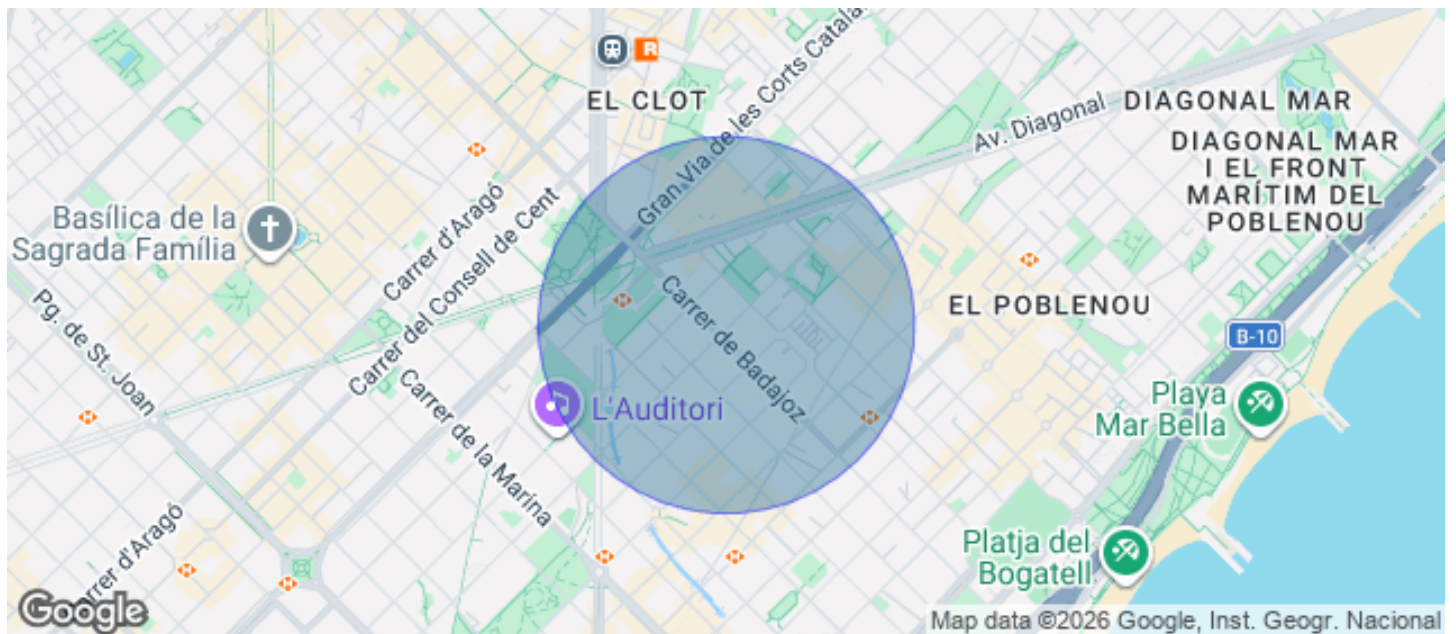 R
EL CLOT
Gran Via de les Corts Catala
Av. Diagonal
DIAGONAL MAR
DIAGONAL MAR
I EL FRONT
MARÍTIM DEL
POBLENOU
Basílica de la
Sagrada Família
Carrer d'Aragó
Carrer del Consell de Cent
Pg. de St. Joan
Carrer de Badajoz
EL POBLENOU
B-10
L'Auditori
Carrer de la Marina
Playa
Mar Bella
Carrer d'Aragó
Platja del
Bogatell
Google
Map data ©2026 Google, Inst. Geogr. Nacional